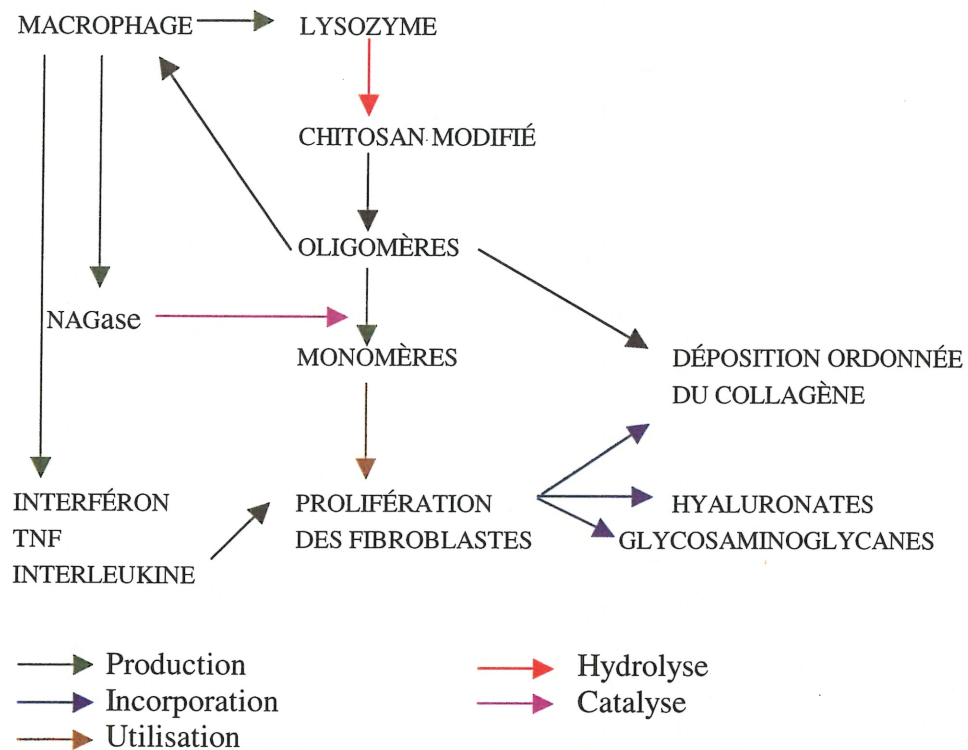 MACROPHAGE
LYSOZYME
CHITOSAN MODIFIÉ
OLIGOMÈRES
NAGase
MONOMÈRES
DÉPOSITION ORDONNÉE
DU COLLAGÈNE
INTERFÉRON
TNF
INTERLEUKINE
PROLIFÉRATION
DES FIBROBLASTES
HYALURONATES
GLYCOSAMINOGLYCANES
Production
Incorporation
Utilisation
Hydrolyse
Catalyse